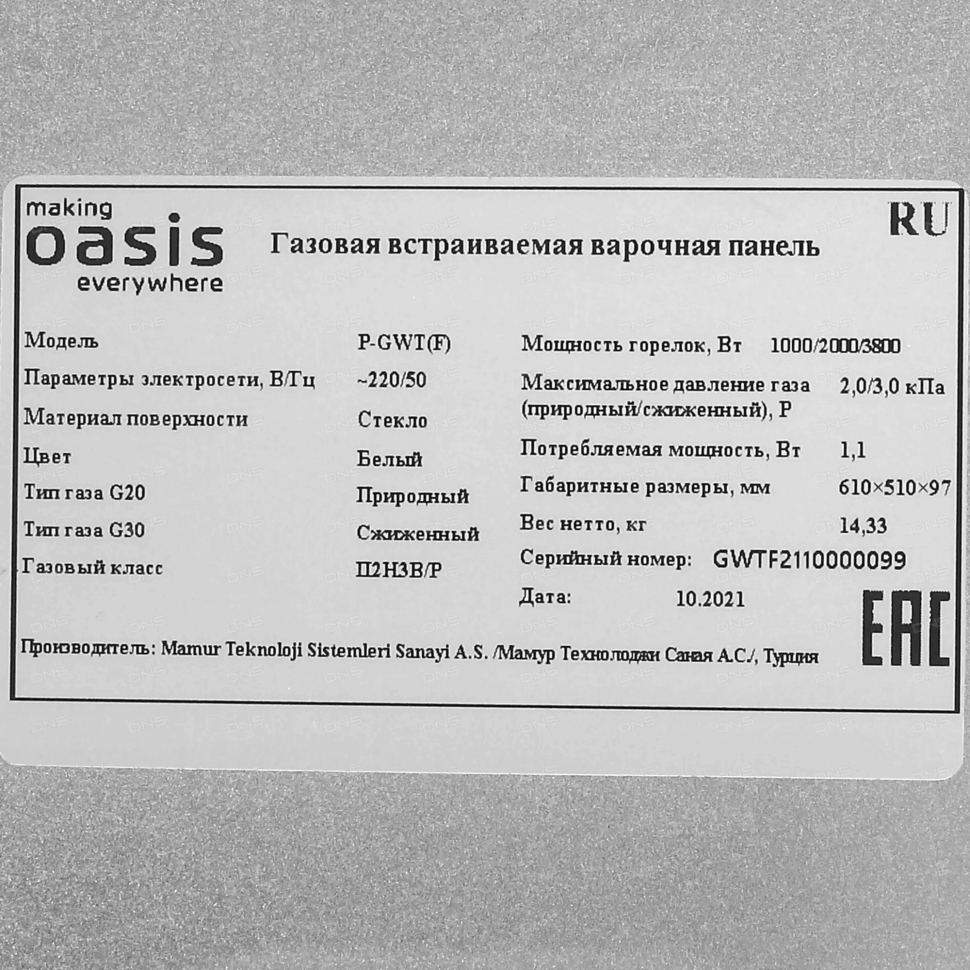 making
oasis
everywhere
Газовая встраиваемая варочная панель
RU
Модель P-GWT(F)
Параметры электросети, В/Гц ~220/50
Материал поверхности Стекло
Цвет Белый
Тип газа G20 Природный
Тип газа G30 Сжиженный
Газовый класс П2Н3В/Р
Мощность горелок, Вт 1000/2000/3800
Максимальное давление газа 2,0/3,0 кПа
(природный/сжиженный), Р
Потребляемая мощность, Вт 1,1
Габаритные размеры, мм 610×510×97
Вес нетто, кг 14,33
Серийный номер: GWTF2110000099
Дата: 10.2021
EAC
Производитель: Mamur Teknoloji Sistemleri Sanayi A.S. /Мамур Технолоджи Саная А.С./, Турция